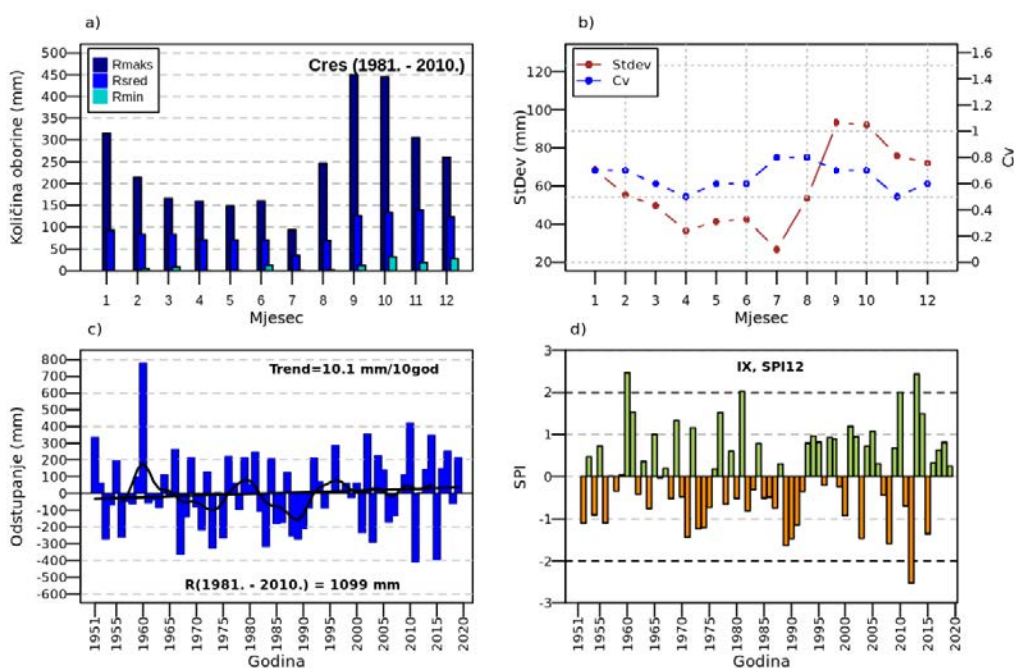 a)
Količina oborine (mm)
500
450
400
350
300
250
200
150
100
50
0
Rmaks
Rsred
Rmin
Cres (1981. - 2010.)
1 2 3 4 5 6 7 8 9 10 11 12
Mjesec
b)
StDev (mm)
120
100
80
60
40
20
Stdev
Cv
1.6
1.4
1.2
1
0.8
0.6
0.4
0.2
0
Cv
1 2 3 4 5 6 7 8 9 10 12
Mjesec
c)
Odstupanje (mm)
800
700
600
500
400
300
200
100
0
-100
-200
-300
-400
-500
-600
Trend=10.1 mm/10god
R(1981. - 2010.) = 1099 mm
1951 1955 1960 1965 1970 1975 1980 1985 1990 1995 2000 2005 2010 2015 2020
Godina
d)
SPI
3
2
1
0
-1
-2
-3
IX, SPI12
1951 1955 1960 1965 1970 1975 1980 1985 1990 1995 2000 2005 2010 2015 2020
Godina